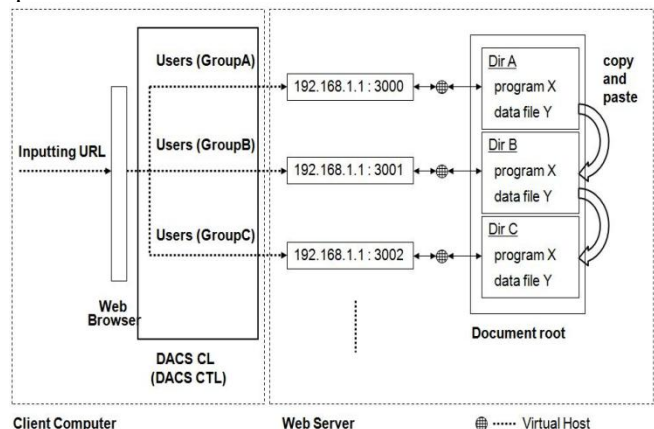 Users (GroupA)
192.168.1.1 : 3000
Dir A
program X
data file Y
copy
and
paste
Inputting URL
Users (GroupB)
192.168.1.1 : 3001
Dir B
program X
data file Y
Users (GroupC)
192.168.1.1 : 3002
Dir C
program X
data file Y
Web
Browser
Document root
DACS CL
(DACS CTL)
Client Computer
Web Server
Virtual Host